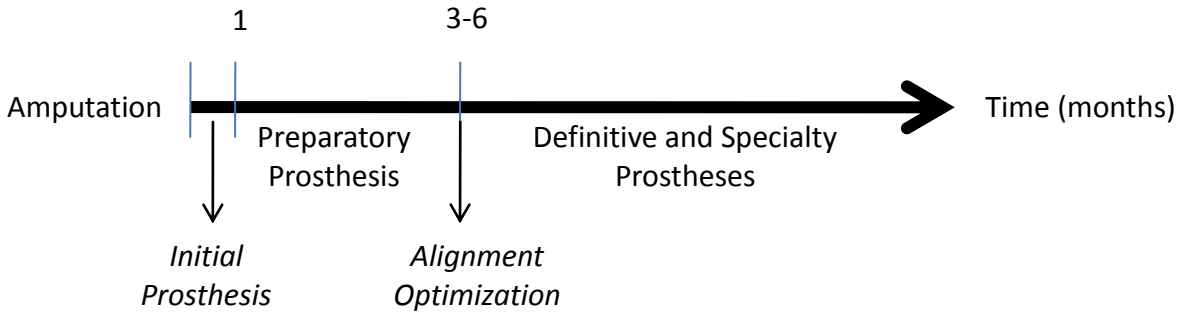 1
3-6
Amputation
Time (months)
Preparatory
Prosthesis
Definitive and Specialty
Prostheses
Initial
Prosthesis
Alignment
Optimization